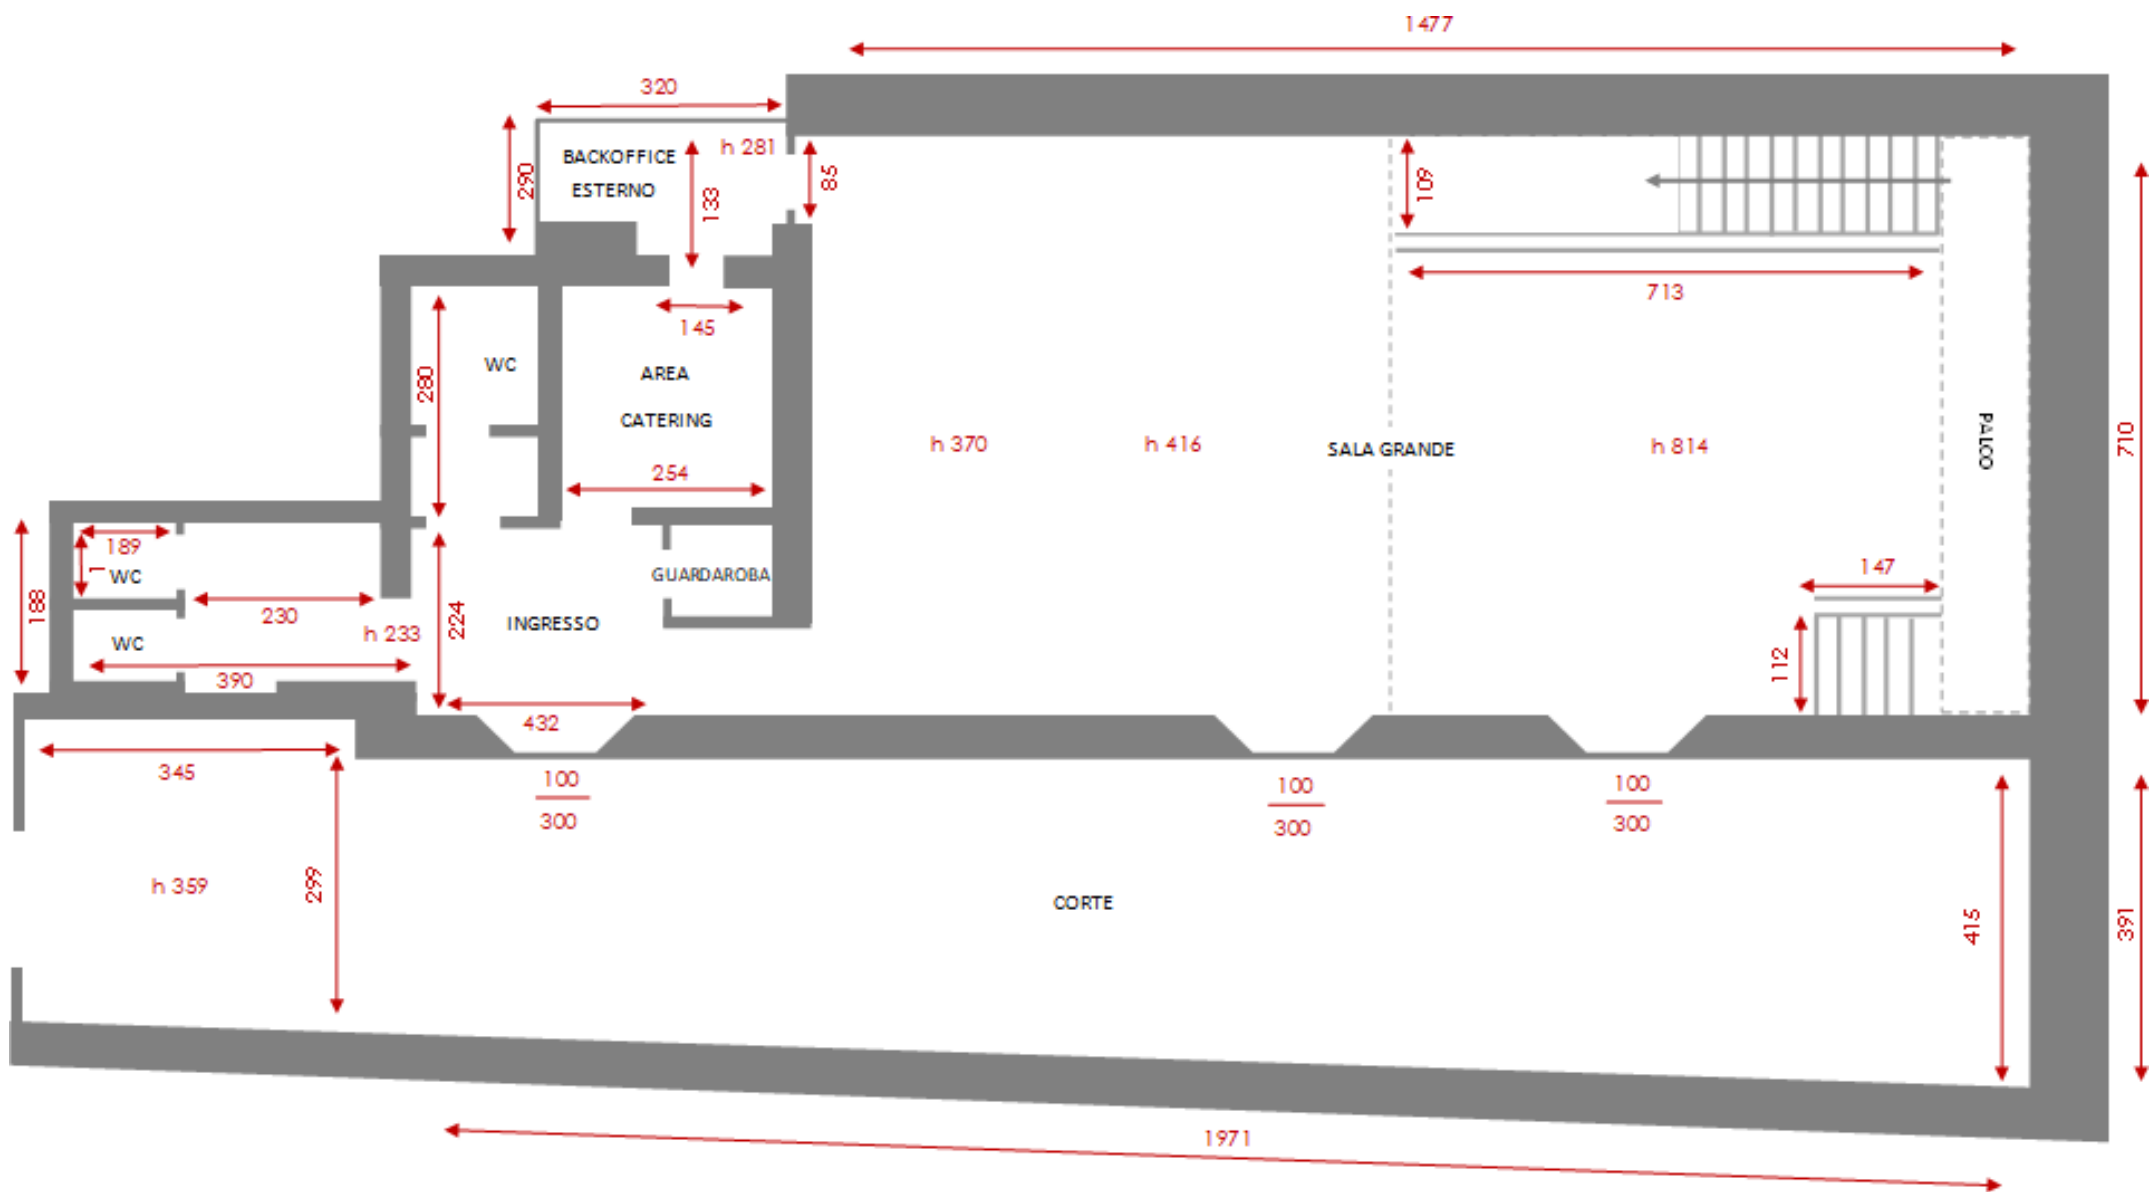 1477
320
h 281
BACKOFFICE
ESTERNO
290
133
85
109
713
145
WC
AREA
CATERING
280
254
h 370
h 416
SALA GRANDE
h 814
PALCO
710
189
1
WC
188
230
GUARDAROBA
147
INGRESSO
224
h 233
WC
390
112
432
345
100
300
100
300
100
300
h 359
299
CORTE
415
391
1971